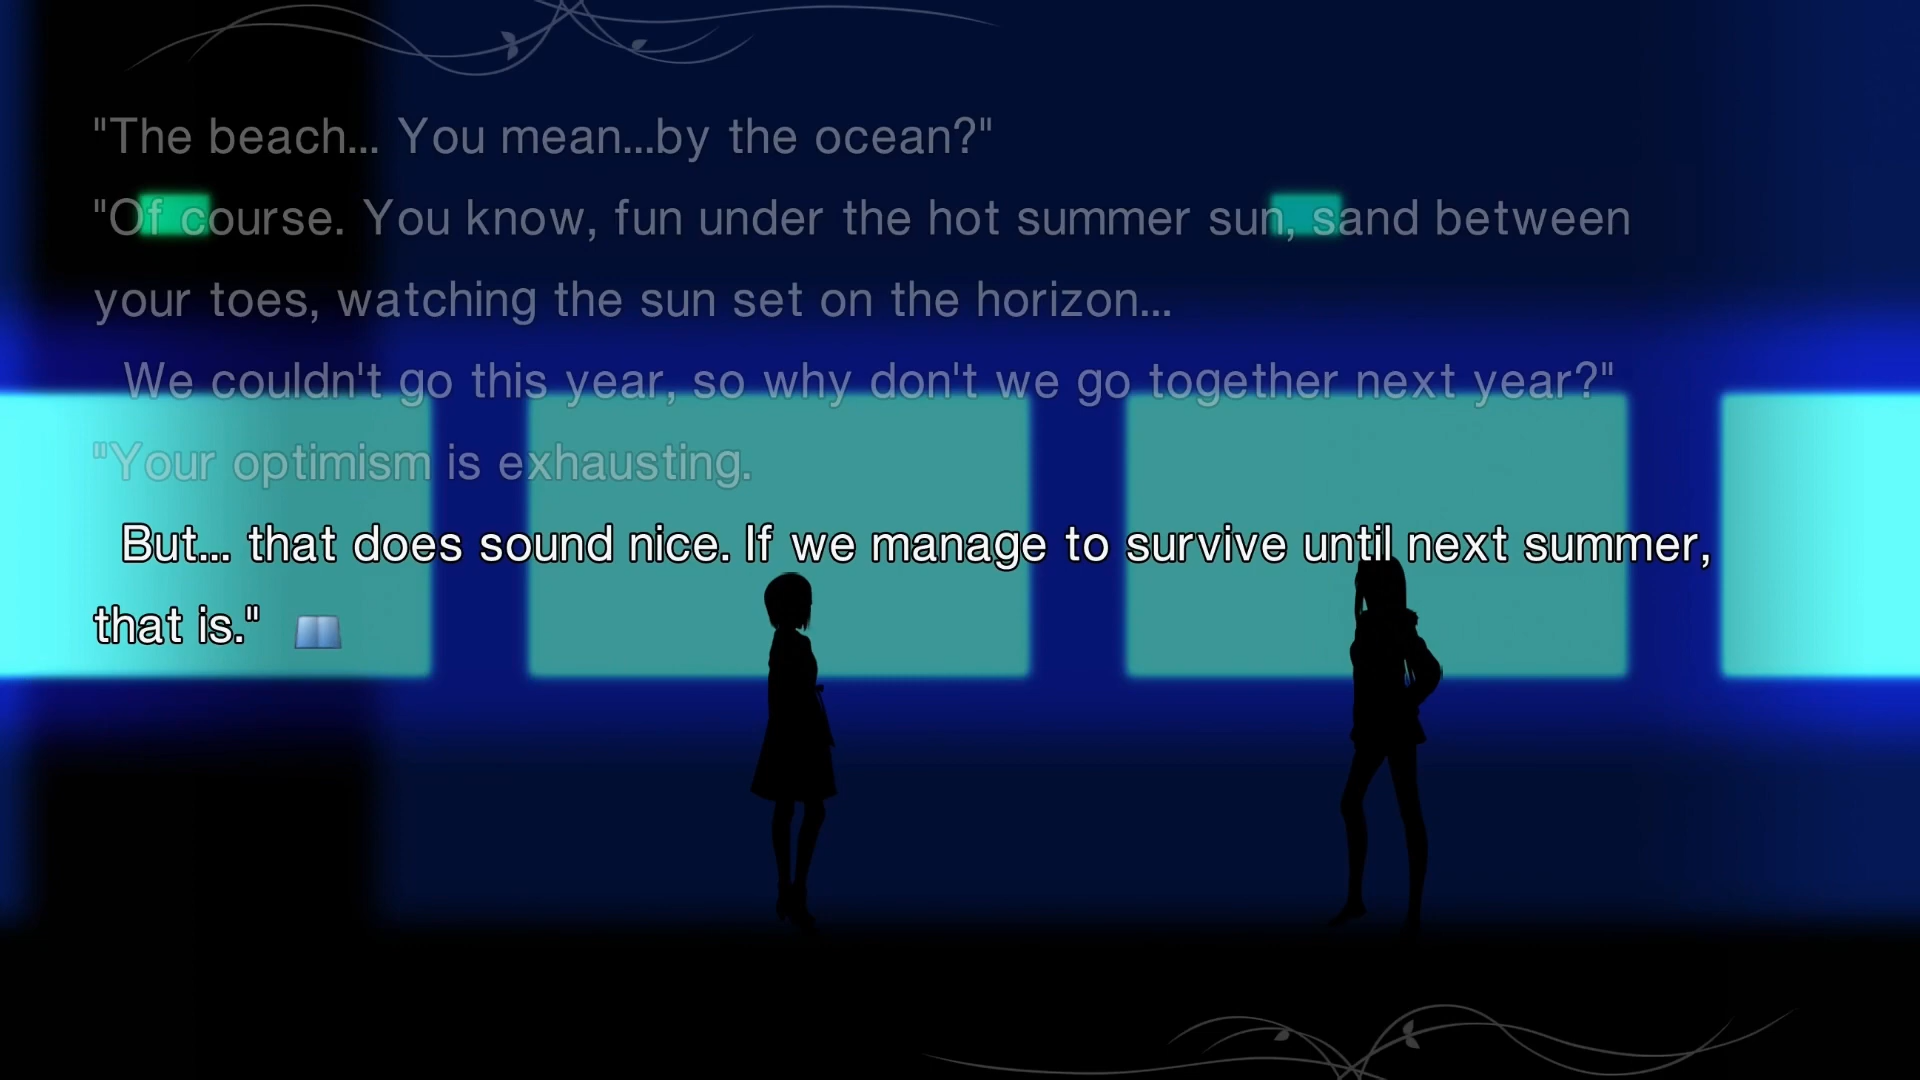 "The beach... You mean...by the ocean?"
"Of course. You know, fun under the hot summer sun, sand between
your toes, watching the sun set on the horizon...
We couldn't go this year, so why don't we go together next year?"
"Your optimism is exhausting.
But... that does sound nice. If we manage to survive until next summer,
that is."